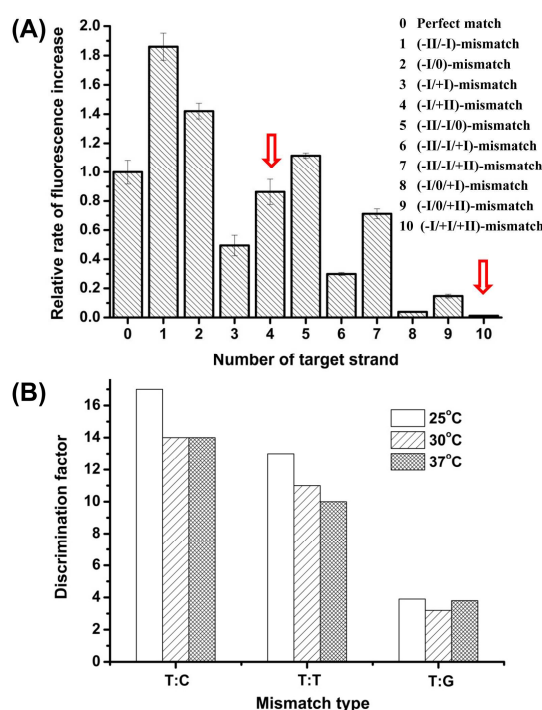 (A)
Relative rate of fluorescence increase
2.0
1.8
1.6
1.4
1.2
1.0
0.8
0.6
0.4
0.2
0.0
0 1 2 3 4 5 6 7 8 9 10
Number of target strand
0 Perfect match
1 (-II/-I)-mismatch
2 (-I/0)-mismatch
3 (-I/+I)-mismatch
4 (-I/+II)-mismatch
5 (-II/-I/0)-mismatch
6 (-II/-I/+I)-mismatch
7 (-II/-I/+II)-mismatch
8 (-I/0/+I)-mismatch
9 (-I/0/+II)-mismatch
10 (-I/+I/+II)-mismatch
(B)
Discrimination factor
16
14
12
10
8
6
4
2
0
25°C
30°C
37°C
T:C T:T T:G
Mismatch type